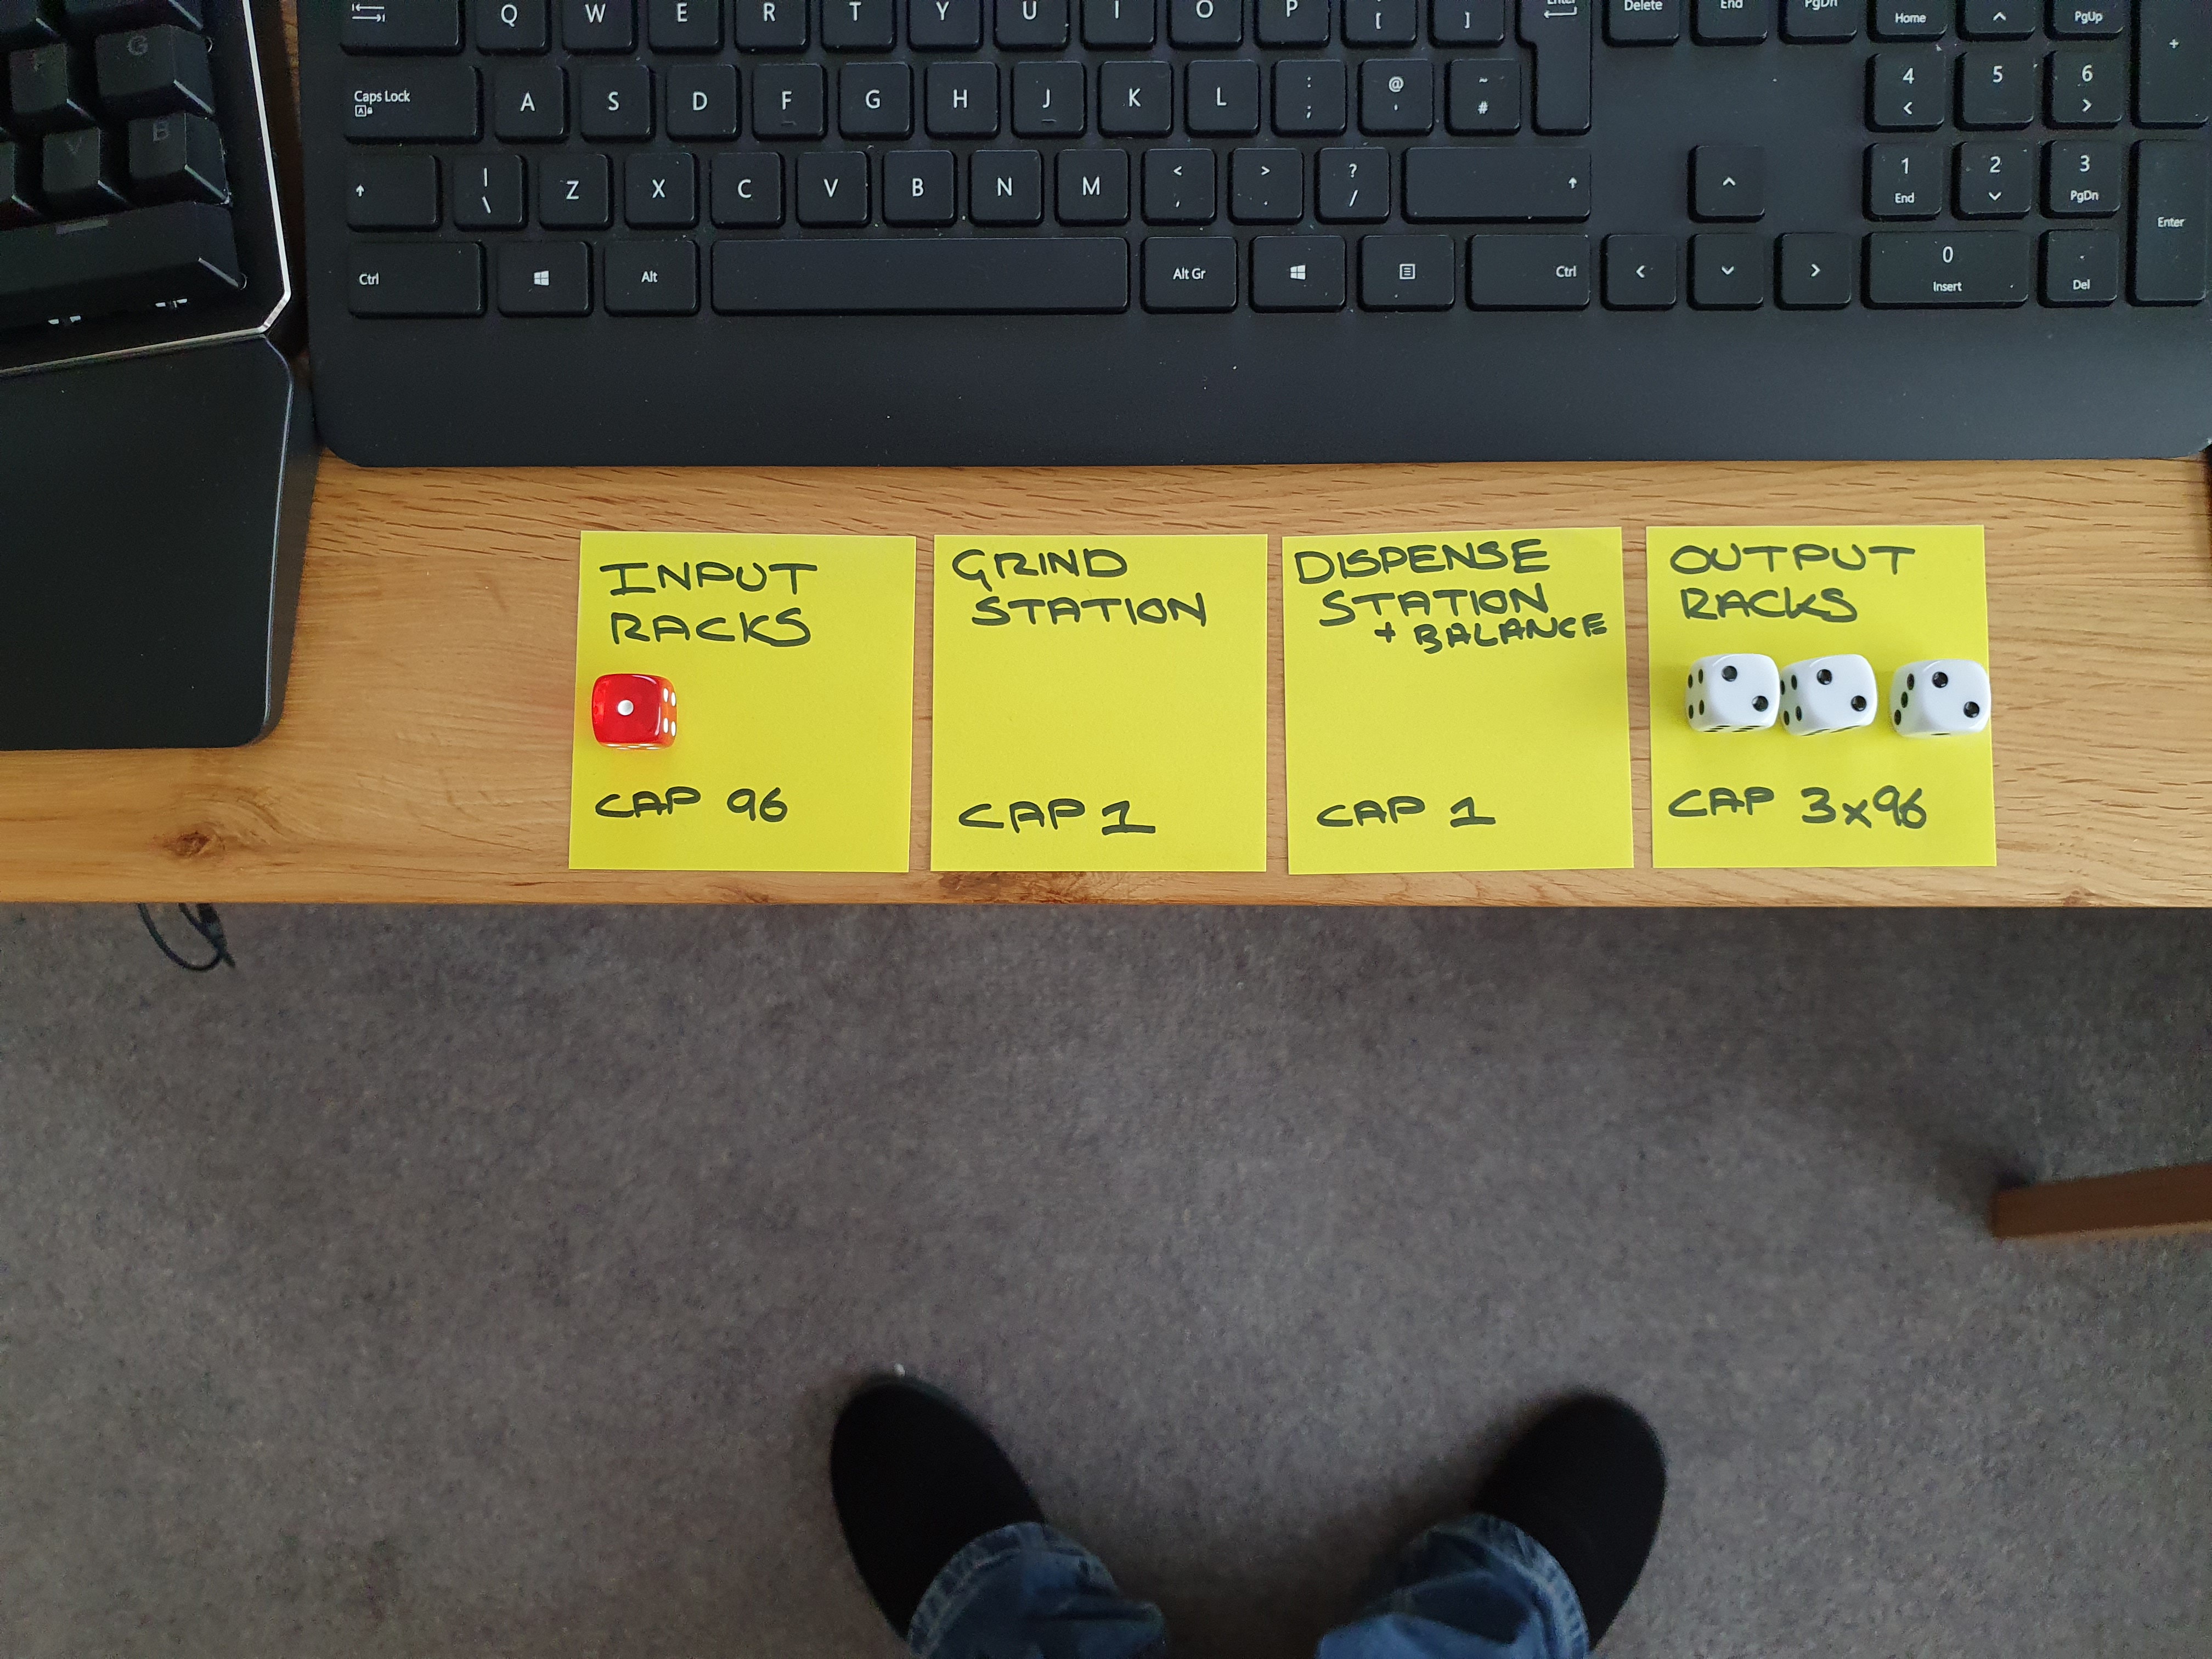 G
V B
Q W E R T Y U I O P [ ] Delete End PgDn Home PgUp +
Caps Lock A S D F G H J K L : ; @ ' ~ # 4 5 6
| \ Z X C V B N M < , > . ? / 1 End 2 3 PgDn Enter
Ctrl Alt Alt Gr Ctrl 0 Insert . Del
INPUT
RACKS
CAP 96
GRIND
STATION
CAP 1
DISPENSE
STATION
+ BALANCE
CAP 1
OUTPUT
RACKS
CAP 3x96